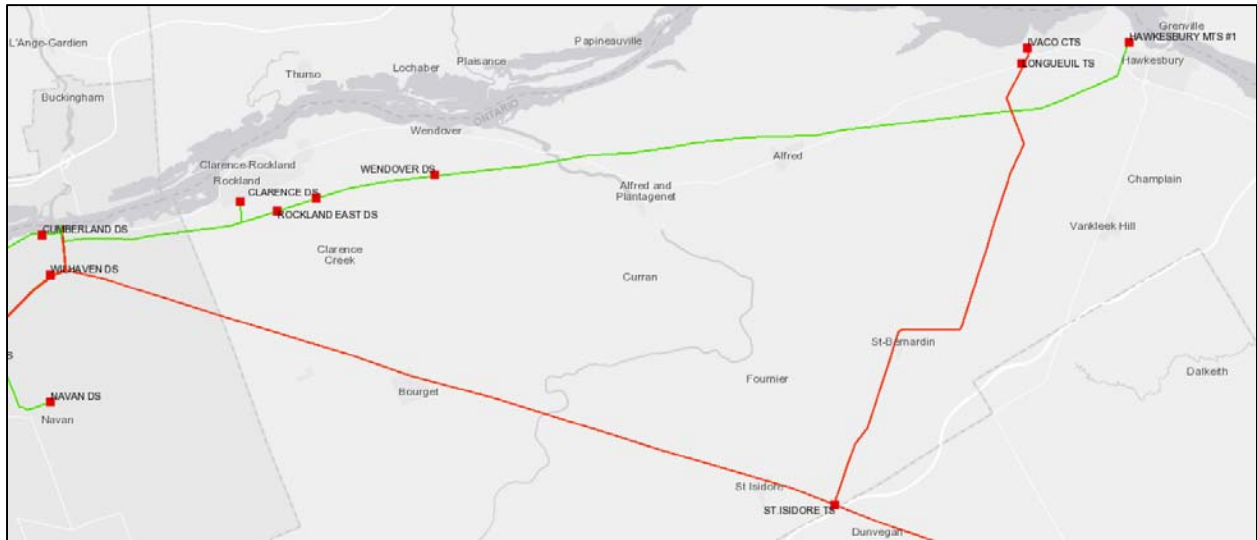 Grenville
IVACO CTS
HAWKESBURY MTS #1
L'Ange-Gardien
Papineauville
Plaisance
LONGUEUIL TS
Hawkesbury
Lochaber
Thurso
Buckingham
ONTARIO
Wendover
Alfred
Clarence-Rockland
WENDOVER DS
Rockland
Champlain
CLARENCE DS
Alfred and
Plantagenet
ROCKLAND EAST DS
Vankleek Hill
CUMBERLAND DS
Clarence
Creek
WILHAVEN DS
Curran
St-Bernardin
S
Dalkeith
Fournier
Bourget
NAVAN DS
Navan
St Isidore
ST.ISIDORE TS
Dunvegan